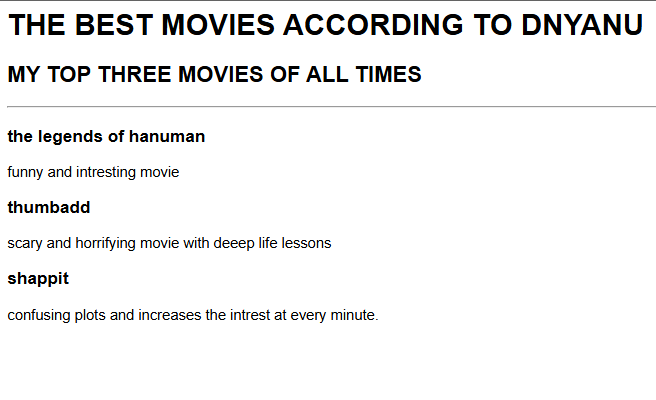 THE BEST MOVIES ACCORDING TO DNYANU
MY TOP THREE MOVIES OF ALL TIMES
the legends of hanuman
funny and intresting movie
thumbadd
scary and horrifying movie with deeep life lessons
shappit
confusing plots and increases the intrest at every minute.